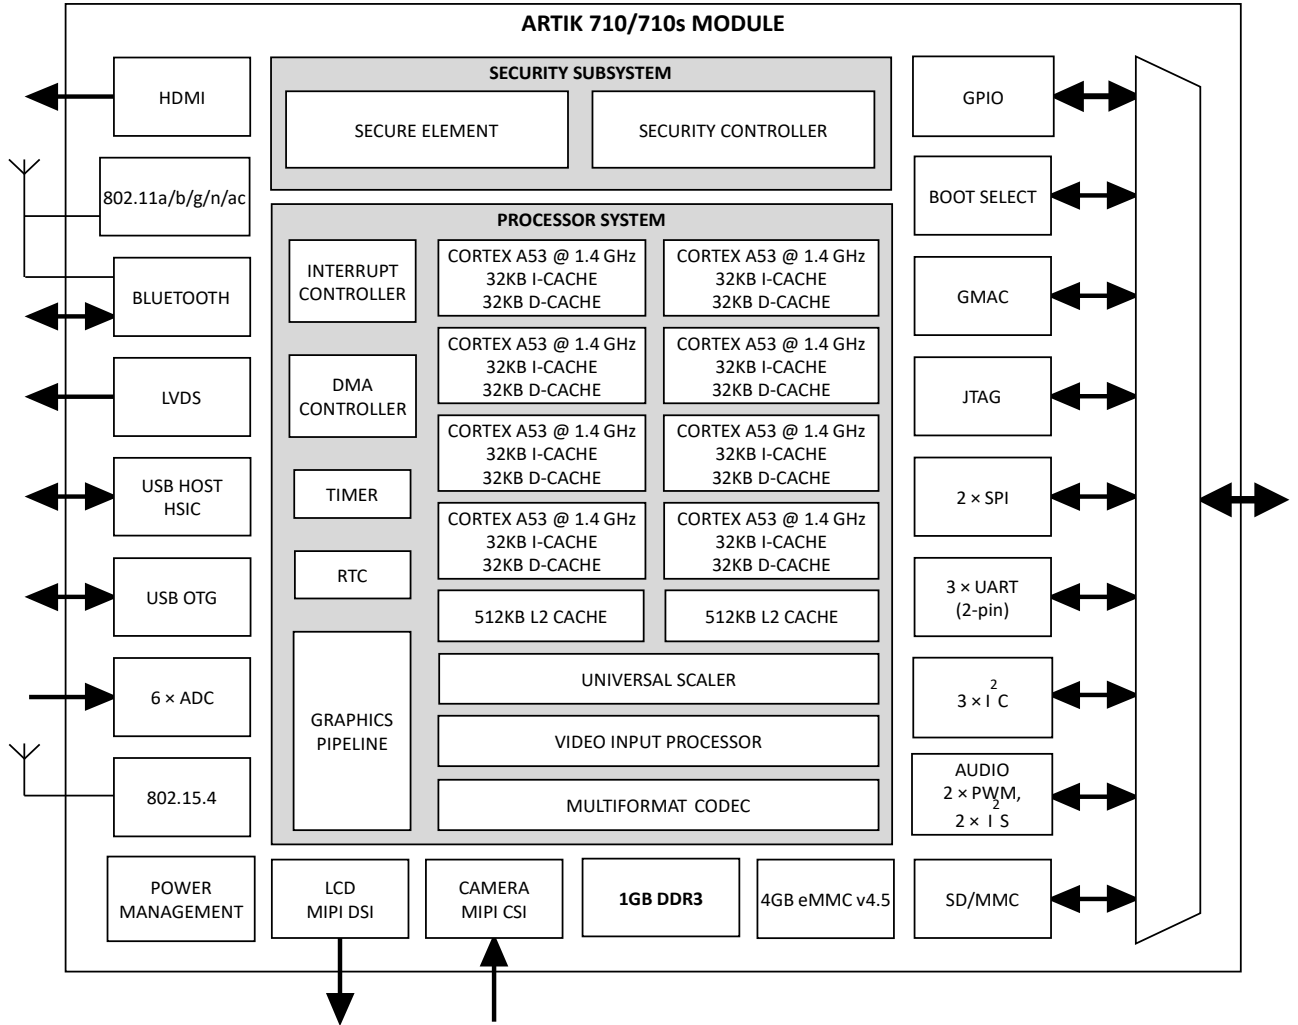 ARTIK 710/710s MODULE
HDMI
802.11a/b/g/n/ac
BLUETOOTH
LVDS
USB HOST
HSIC
USB OTG
6 × ADC
802.15.4
POWER
MANAGEMENT
SECURITY SUBSYSTEM
SECURE ELEMENT
SECURITY CONTROLLER
PROCESSOR SYSTEM
INTERRUPT
CONTROLLER
DMA
CONTROLLER
TIMER
RTC
GRAPHICS
PIPELINE
CORTEX A53 @ 1.4 GHz
32KB I-CACHE
32KB D-CACHE
CORTEX A53 @ 1.4 GHz
32KB I-CACHE
32KB D-CACHE
CORTEX A53 @ 1.4 GHz
32KB I-CACHE
32KB D-CACHE
CORTEX A53 @ 1.4 GHz
32KB I-CACHE
32KB D-CACHE
CORTEX A53 @ 1.4 GHz
32KB I-CACHE
32KB D-CACHE
CORTEX A53 @ 1.4 GHz
32KB I-CACHE
32KB D-CACHE
CORTEX A53 @ 1.4 GHz
32KB I-CACHE
32KB D-CACHE
CORTEX A53 @ 1.4 GHz
32KB I-CACHE
32KB D-CACHE
512KB L2 CACHE
512KB L2 CACHE
UNIVERSAL SCALER
VIDEO INPUT PROCESSOR
MULTIFORMAT CODEC
LCD
MIPI DSI
CAMERA
MIPI CSI
1GB DDR3
4GB eMMC v4.5
GPIO
BOOT SELECT
GMAC
JTAG
2 × SPI
3 × UART
(2-pin)
3 × I²C
AUDIO
2 × PWM,
2 × I²S
SD/MMC